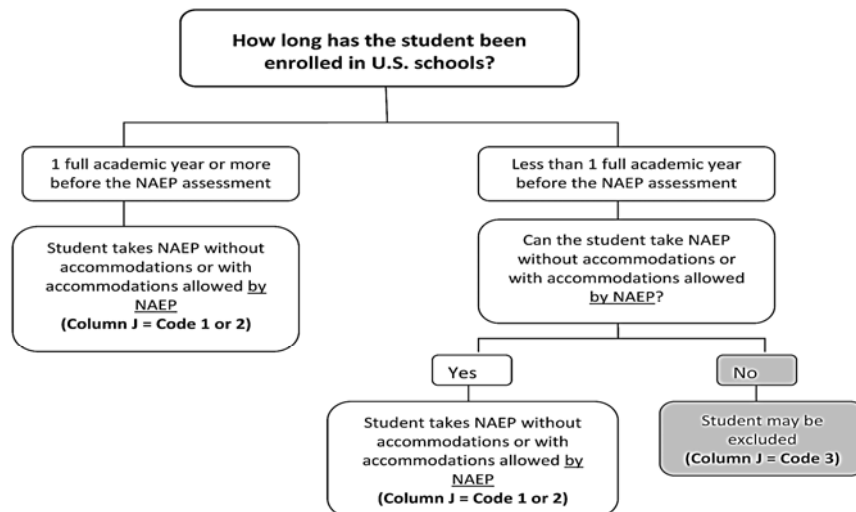 How long has the student been
enrolled in U.S. schools?
1 full academic year or more
before the NAEP assessment
Less than 1 full academic year
before the NAEP assessment
Student takes NAEP without
accommodations or with
accommodations allowed by
NAEP
(Column J = Code 1 or 2)
Can the student take NAEP
without accommodations or
with accommodations allowed
by NAEP?
Yes
No
Student takes NAEP without
accommodations or with
accommodations allowed by
NAEP
(Column J = Code 1 or 2)
Student may be
excluded
(Column J = Code 3)